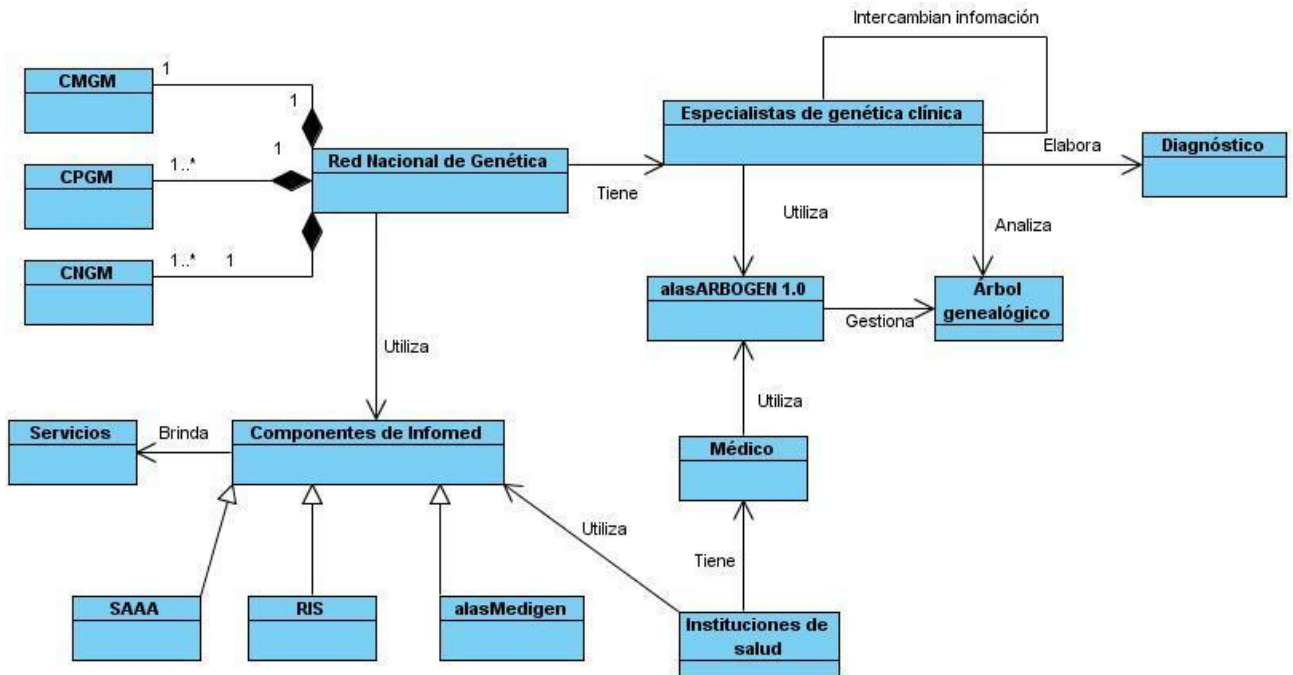 Intercambian infomación
CMGM
1
1
Especialistas de genética clínica
CPGM
1..*
1
Red Nacional de Genética
Tiene
Elabora
Diagnóstico
CNGM
1..*
1
Utiliza
Analiza
alasARBOGEN 1.0
Gestiona
Árbol
genealógico
Utiliza
Utiliza
Servicios
Brinda
Componentes de Infomed
Médico
Utiliza
Tiene
SAAA
RIS
alasMedigen
Instituciones de
salud